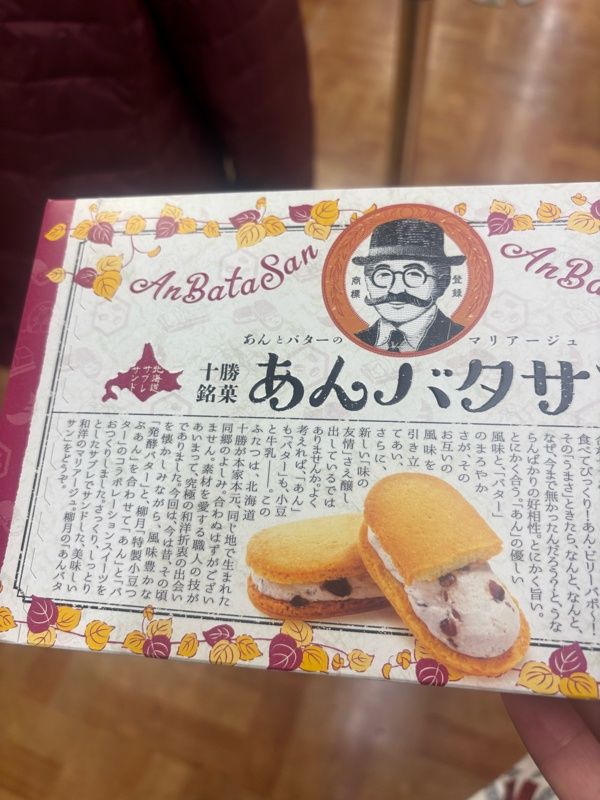 AnBataSan
AnBa
商標
登録
あんとバターの
マリアージュ
北海道
サブレ
サンド
十勝
銘菓
あんバタサ
食べてびっくり!あん・ビリーバボ〜!
その「うまさ」ときたら、なんと、なんと、
なぜ、今まで無かったんだろう?と、うな
らんばかりの好相性。とにかく旨い。
とにかく合う。「あん」の優しい
風味と、「バター」
のまろやか
さが、その
お互いの
風味を
引き立
てあい、
さらに、
新しい味の
友情」さえ醸し
出しているでは
ありませんか。よく
考えれば、「あん」
も、「バター」も、小豆
と牛乳――。この
ふたつは、北海道
十勝が本家本元。同じ地で生まれた
同郷のよしみ。合わぬはずがござい
ません。素材を愛する職人の技が
あいまって、究極の和洋折衷の出会い
でありました。今回は、今は昔、その頃
を懐かしみながら、風味豊かな
「発酵バター」と、柳月「特製小豆つ
ぶあん」を合わせて、「あん」と「バ
ター」のコラボレーションスイーツを
おつくりしました。さっくり、しっとり
としたサブレでサンドした、美味しい
和洋のマリアージュ。柳月の「あんバタ
サン」をどうぞ。